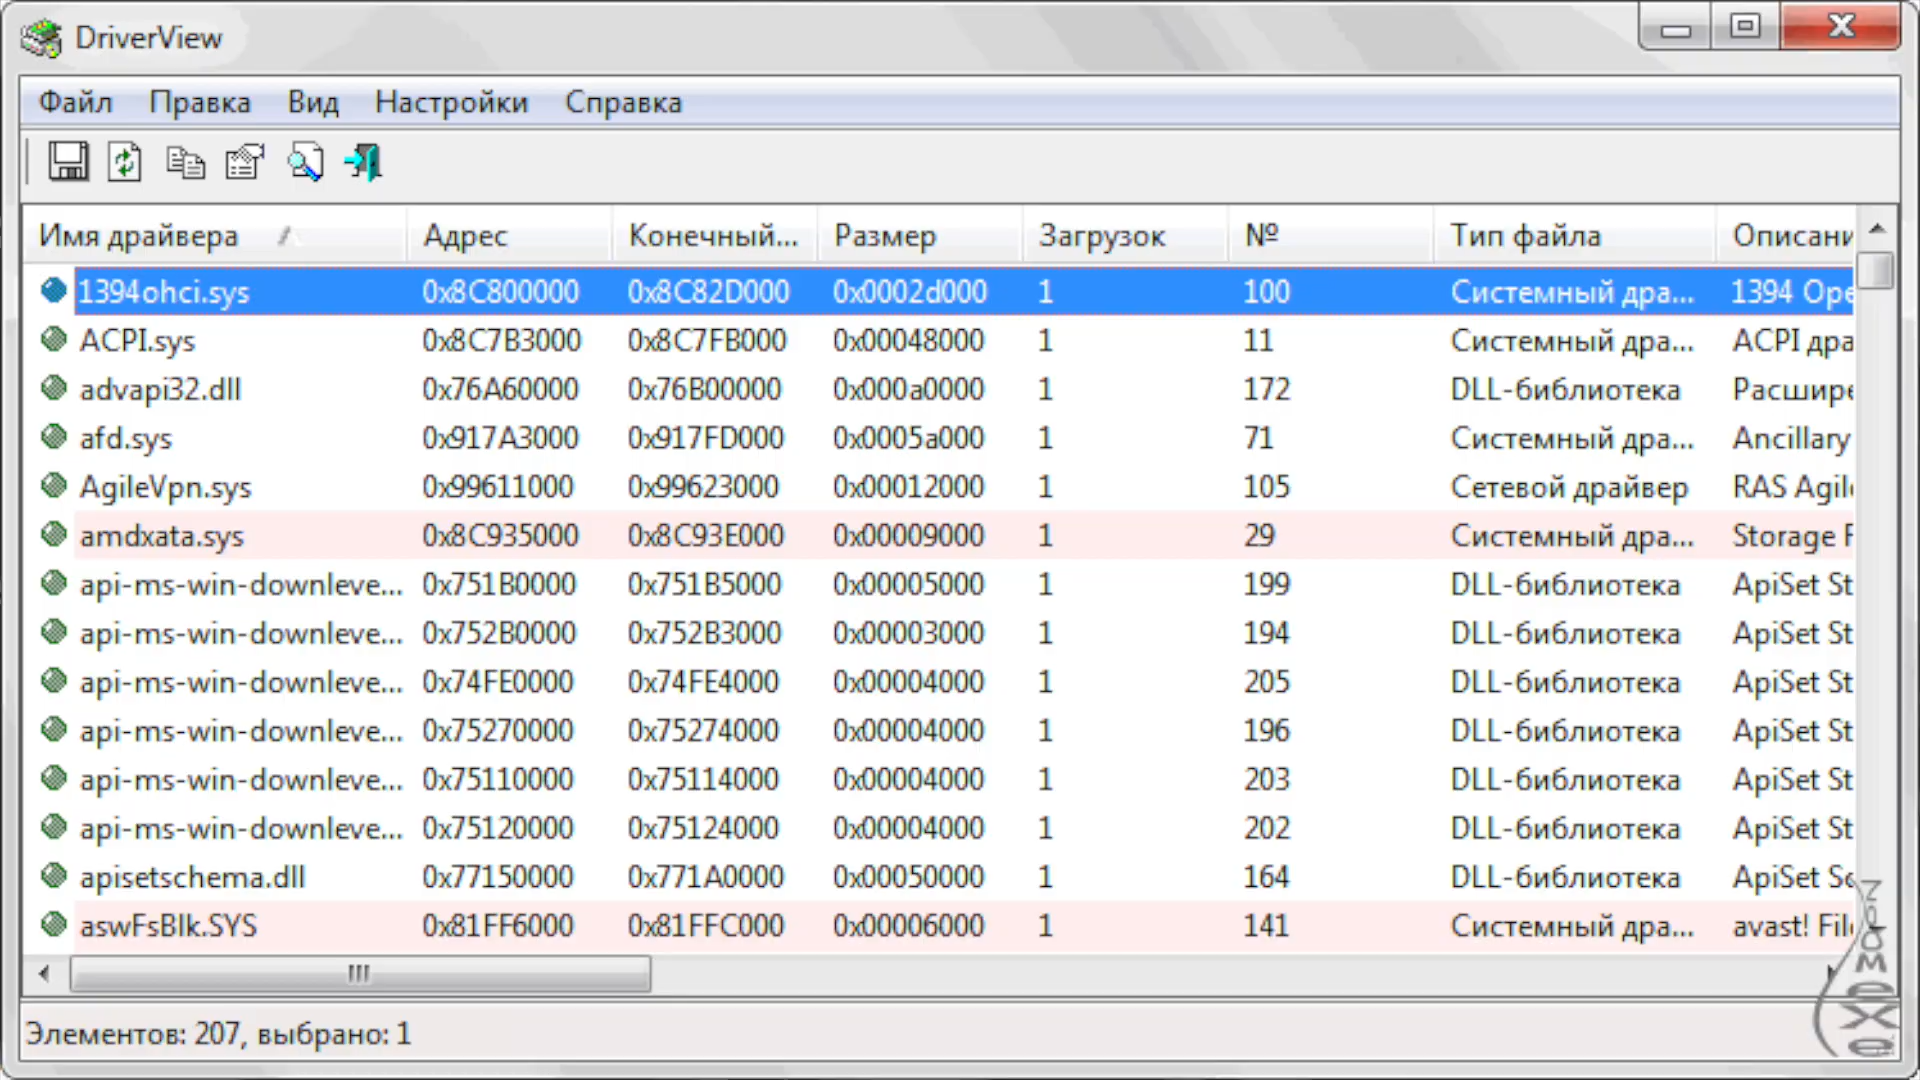 DriverView
Файл Правка Вид Настройки Справка
Имя драйвера Адрес Конечный... Размер Загрузок № Тип файла Описани
1394ohci.sys 0x8C800000 0x8C82D000 0x0002d000 1 100 Системный дра... 1394 Ope
ACPI.sys 0x8C7B3000 0x8C7FB000 0x00048000 1 11 Системный дра... ACPI дра
advapi32.dll 0x76A60000 0x76B00000 0x000a0000 1 172 DLL-библиотека Расшире
afd.sys 0x917A3000 0x917FD000 0x0005a000 1 71 Системный дра... Ancillary
AgileVpn.sys 0x99611000 0x99623000 0x00012000 1 105 Сетевой драйвер RAS Agil
amdxata.sys 0x8C935000 0x8C93E000 0x00009000 1 29 Системный дра... Storage F
api-ms-win-downleve... 0x751B0000 0x751B5000 0x00005000 1 199 DLL-библиотека ApiSet St
api-ms-win-downleve... 0x752B0000 0x752B3000 0x00003000 1 194 DLL-библиотека ApiSet St
api-ms-win-downleve... 0x74FE0000 0x74FE4000 0x00004000 1 205 DLL-библиотека ApiSet St
api-ms-win-downleve... 0x75270000 0x75274000 0x00004000 1 196 DLL-библиотека ApiSet St
api-ms-win-downleve... 0x75110000 0x75114000 0x00004000 1 203 DLL-библиотека ApiSet St
api-ms-win-downleve... 0x75120000 0x75124000 0x00004000 1 202 DLL-библиотека ApiSet St
apisetschema.dll 0x77150000 0x771A0000 0x00050000 1 164 DLL-библиотека ApiSet Sc
aswFsBlk.SYS 0x81FF6000 0x81FFC000 0x00006000 1 141 Системный дра... avast! Fil
Элементов: 207, выбрано: 1